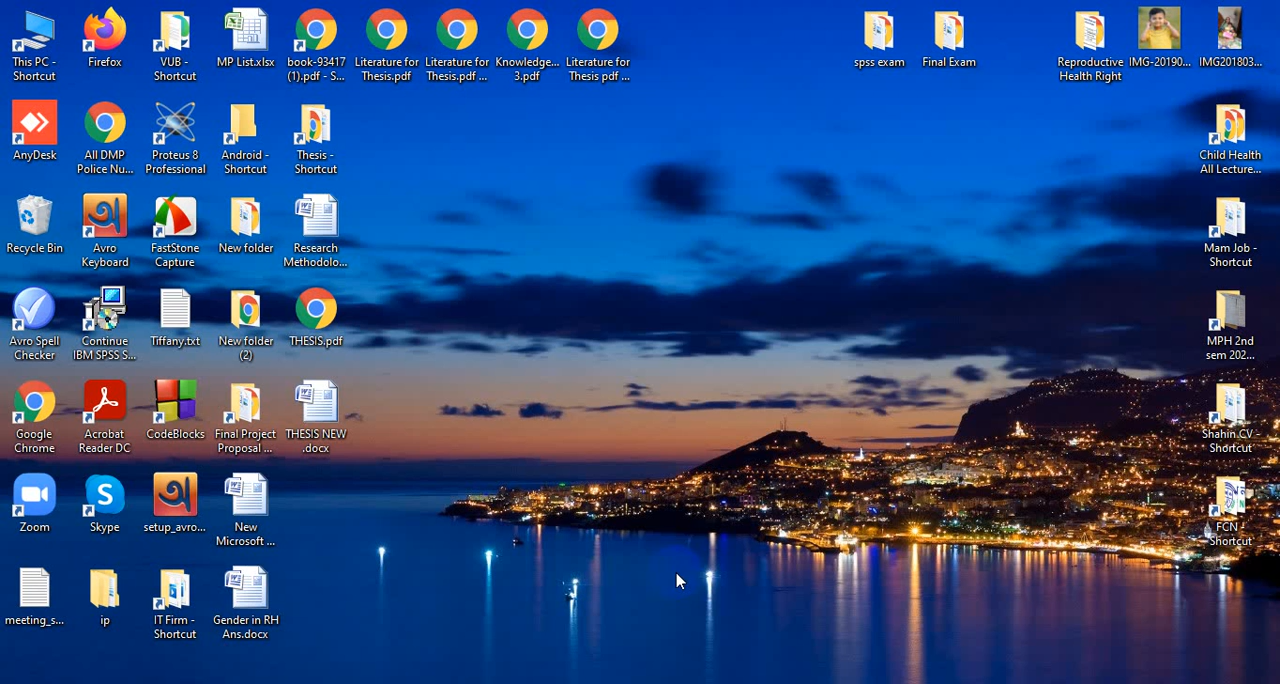 This PC -
Shortcut
Firefox
VUB -
Shortcut
MP List.xlsx
book-93417
(1).pdf - S...
Literature for
Thesis.pdf
Literature for
Thesis.pdf ...
Knowledge...
3.pdf
Literature for
Thesis pdf ...
spss exam
Final Exam
Reproductive
Health Right
IMG-20190...
IMG201803...
AnyDesk
All DMP
Police Nu...
Proteus 8
Professional
Android -
Shortcut
Thesis -
Shortcut
Child Health
All Lecture...
Recycle Bin
Avro
Keyboard
FastStone
Capture
New folder
Research
Methodolo...
Mam Job -
Shortcut
Avro Spell
Checker
Continue
IBM SPSS S...
Tiffany.txt
New folder
(2)
THESIS.pdf
MPH 2nd
sem 202...
Google
Chrome
Acrobat
Reader DC
CodeBlocks
Final Project
Proposal ...
THESIS NEW
.docx
Shahin CV -
Shortcut
Zoom
Skype
setup_avro...
New
Microsoft ...
FCN -
Shortcut
meeting_s...
ip
IT Firm -
Shortcut
Gender in RH
Ans.docx